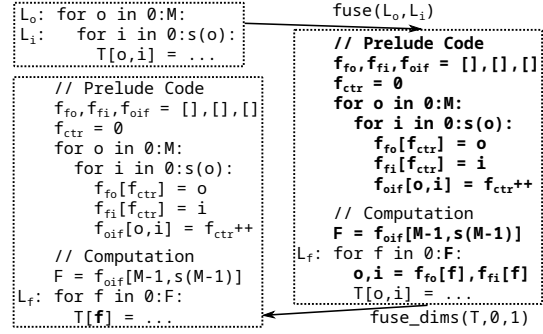 Lo: for o in 0:M:
Li: for i in 0:s(o):
T[o,i] = ...
fuse(Lo,Li)
// Prelude Code
ffo,ffi,foif = [],[],[]
fctr = 0
for o in 0:M:
for i in 0:s(o):
ffo[fctr] = o
ffi[fctr] = i
foif[o,i] = fctr++
// Computation
F = foif[M-1,s(M-1)]
Lf: for f in 0:F:
o,i = ffo[f],ffi[f]
T[o,i] = ...
fuse_dims(T,0,1)
// Prelude Code
ffo,ffi,foif = [],[],[]
fctr = 0
for o in 0:M:
for i in 0:s(o):
ffo[fctr] = o
ffi[fctr] = i
foif[o,i] = fctr++
// Computation
F = foif[M-1,s(M-1)]
Lf: for f in 0:F:
T[f] = ...